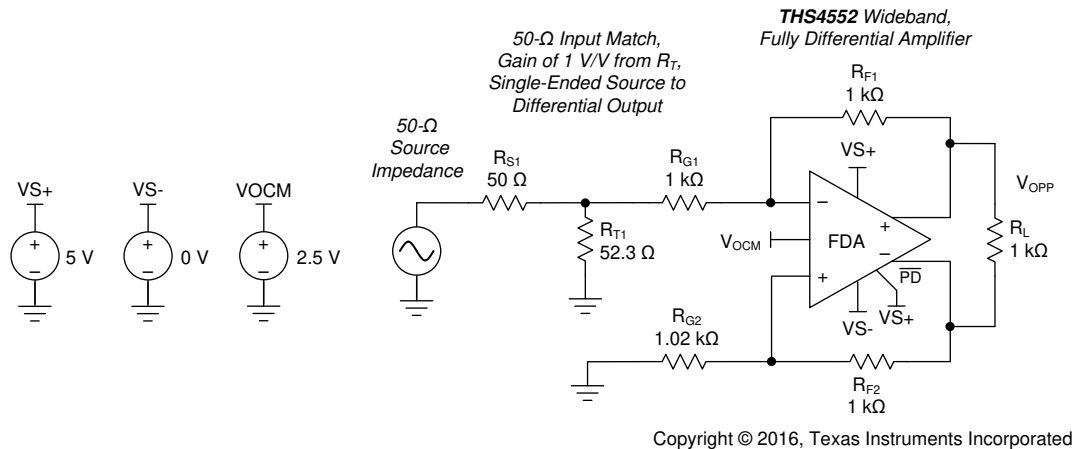 THS4552 Wideband,
Fully Differential Amplifier
50-Ω Input Match,
Gain of 1 V/V from RT,
Single-Ended Source to
Differential Output
50-Ω
Source
Impedance
RF1
1 kΩ
VS+
RS1
50 Ω
RG1
1 kΩ
VS+
VS-
VOCM
VOPP
RT1
52.3 Ω
VOCM
−
FDA
+
+
−
RL
1 kΩ
+
−
5 V
+
−
0 V
+
−
2.5 V
PD
VS-
VS+
RG2
1.02 kΩ
RF2
1 kΩ
Copyright © 2016, Texas Instruments Incorporated